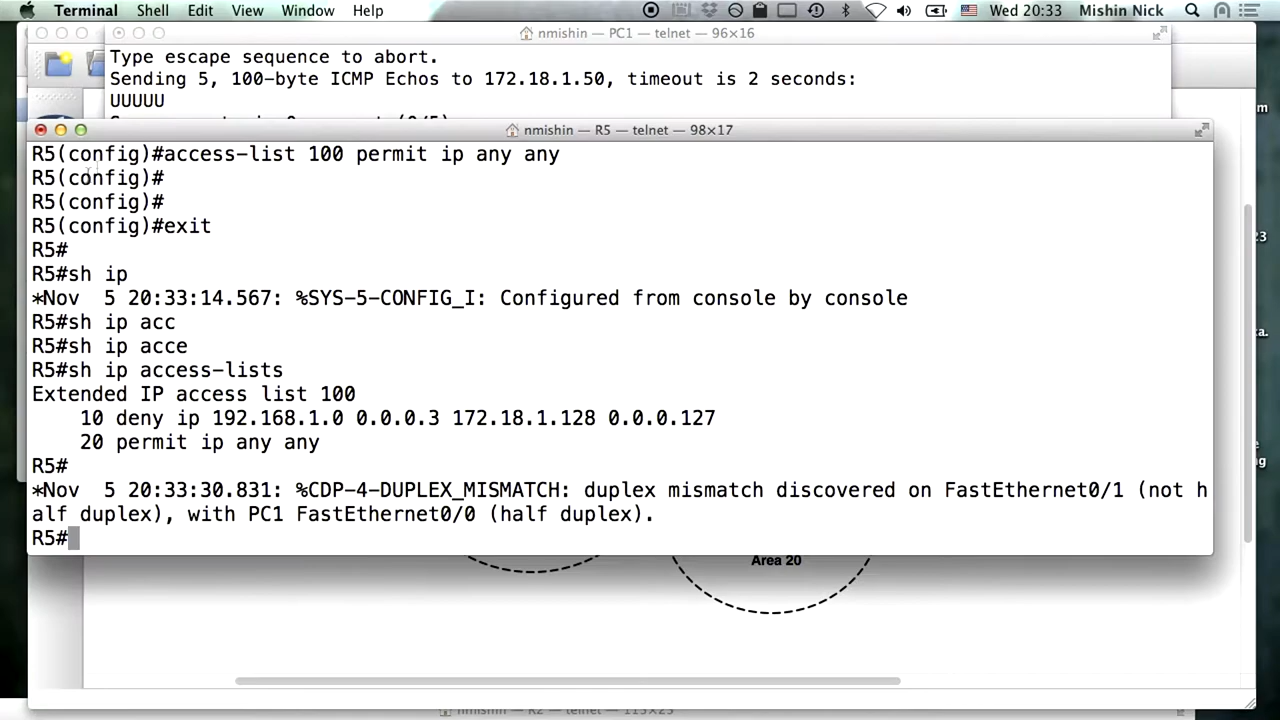 Terminal Shell Edit View Window Help Wed 20:33 Mishin Nick
nmishin — PC1 — telnet — 96×16
Type escape sequence to abort.
Sending 5, 100-byte ICMP Echos to 172.18.1.50, timeout is 2 seconds:
UUUUU
nmishin — R5 — telnet — 98×17
R5(config)#access-list 100 permit ip any any
R5(config)#
R5(config)#
R5(config)#exit
R5#
R5#sh ip
*Nov  5 20:33:14.567: %SYS-5-CONFIG_I: Configured from console by console
R5#sh ip acc
R5#sh ip acce
R5#sh ip access-lists
Extended IP access list 100
    10 deny ip 192.168.1.0 0.0.0.3 172.18.1.128 0.0.0.127
    20 permit ip any any
R5#
*Nov  5 20:33:30.831: %CDP-4-DUPLEX_MISMATCH: duplex mismatch discovered on FastEthernet0/1 (not h
alf duplex), with PC1 FastEthernet0/0 (half duplex).
R5#
Area 20